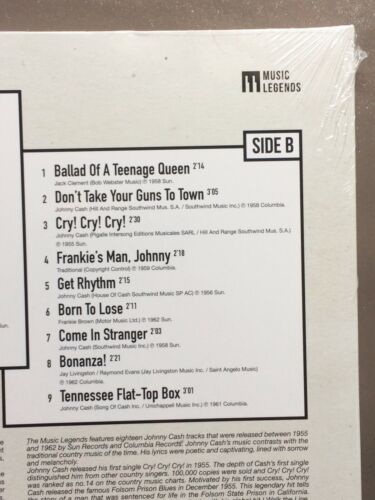 MUSIC
LEGENDS
SIDE B
1 Ballad Of A Teenage Queen 2'14
Jack Clement (Bob Webster Music) ℗ 1958 Sun.
2 Don't Take Your Guns To Town 3'05
Johnny Cash (Hill And Range Southwind Mus. S.A. / Southwind Music Inc.) ℗ 1958 Columbia.
3 Cry! Cry! Cry! 2'30
Johnny Cash (Pigalle Intersong Editions Musicales SARL / Hill And Range Southwind Mus. S.A.)
℗ 1955 Sun.
4 Frankie's Man, Johnny 2'18
Traditional (Copyright Control) ℗ 1959 Columbia.
5 Get Rhythm 2'15
Johnny Cash (House Of Cash Southwind Music SP AC) ℗ 1956 Sun.
6 Born To Lose 2'11
Frankie Brown (Motor Music Ltd.) ℗ 1962 Sun.
7 Come In Stranger 2'03
Johnny Cash (Southwind Music Inc.) ℗ 1958 Sun.
8 Bonanza! 2'21
Jay Livingston / Raymond Evans (Jay Livingston Music Inc. / Saint Angelo Music)
℗ 1962 Columbia.
9 Tennessee Flat-Top Box 3'01
Johnny Cash (Song Of Cash Inc. / Unichappell Music Inc.) ℗ 1961 Columbia.
The Music Legends features eighteen Johnny Cash tracks that were released between 1955
and 1962 by Sun Records and Columbia Records! Johnny Cash's music contrasts with the
traditional country music of the time. His lyrics were poetic and captivating, lined with sorrow
and melancholy.
Johnny Cash released his first single Cry! Cry! Cry! in 1955. The depth of Cash's first single
distinguished him from other country singers. 100,000 copies were sold and Cry! Cry! Cry!
was ranked as no.14 on the country music charts. Motivated by his first success, Johnny
Cash released the famous Folsom Prison Blues in December 1955. This legendary hit tells
the story of a man that was sentenced for life in the Folsom State Prison in California.